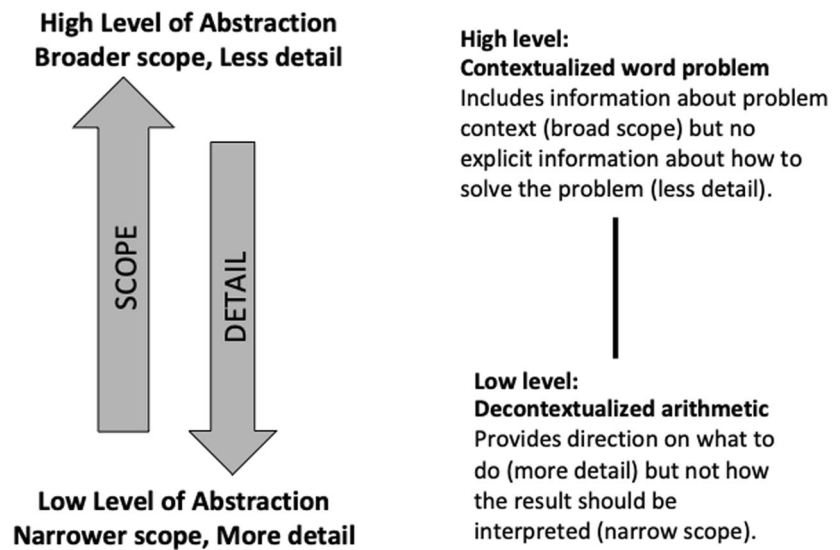 High Level of Abstraction
Broader scope, Less detail
SCOPE
DETAIL
Low Level of Abstraction
Narrower scope, More detail
High level:
Contextualized word problem
Includes information about problem
context (broad scope) but no
explicit information about how to
solve the problem (less detail).
Low level:
Decontextualized arithmetic
Provides direction on what to
do (more detail) but not how
the result should be
interpreted (narrow scope).